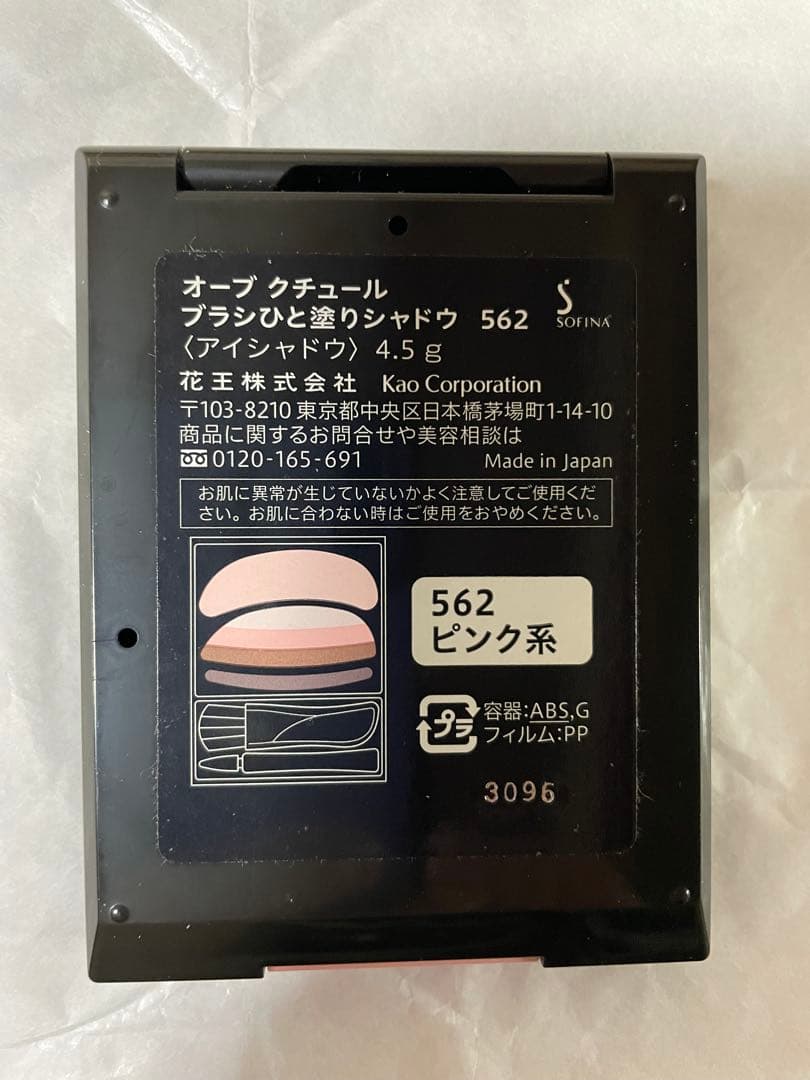 オーブ クチュール
ブラシひと塗りシャドウ 562
SOFINA
〈アイシャドウ〉4.5g
花王株式会社 Kao Corporation
〒103-8210 東京都中央区日本橋茅場町1-14-10
商品に関するお問合せや美容相談は
0120-165-691 Made in Japan
お肌に異常が生じていないかよく注意してご使用くだ
さい。お肌に合わない時はご使用をおやめください。
562
ピンク系
プラ
容器:ABS,G
フィルム:PP
3096